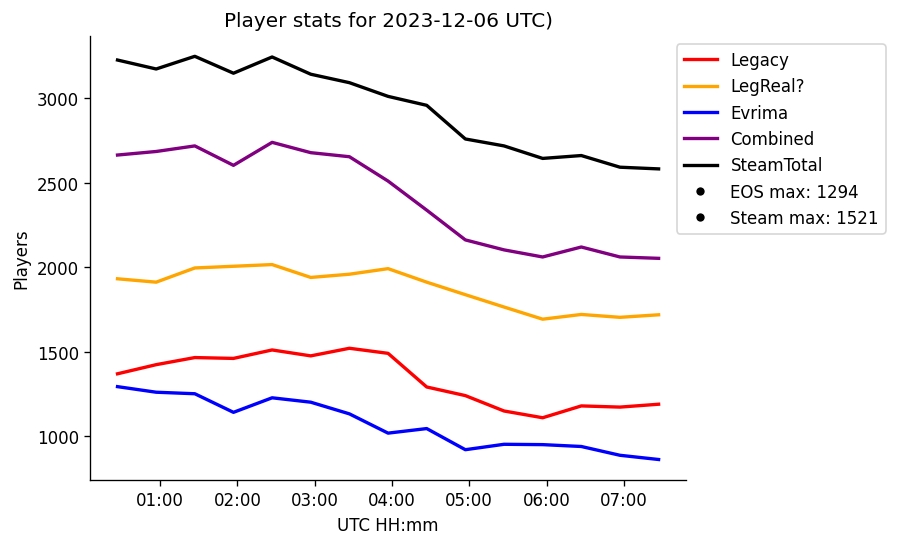 Player stats for 2023-12-06 UTC)
Legacy
LegReal?
Evrima
Combined
SteamTotal
EOS max: 1294
Steam max: 1521
Players
3000
2500
2000
1500
1000
01:00 02:00 03:00 04:00 05:00 06:00 07:00
UTC HH:mm